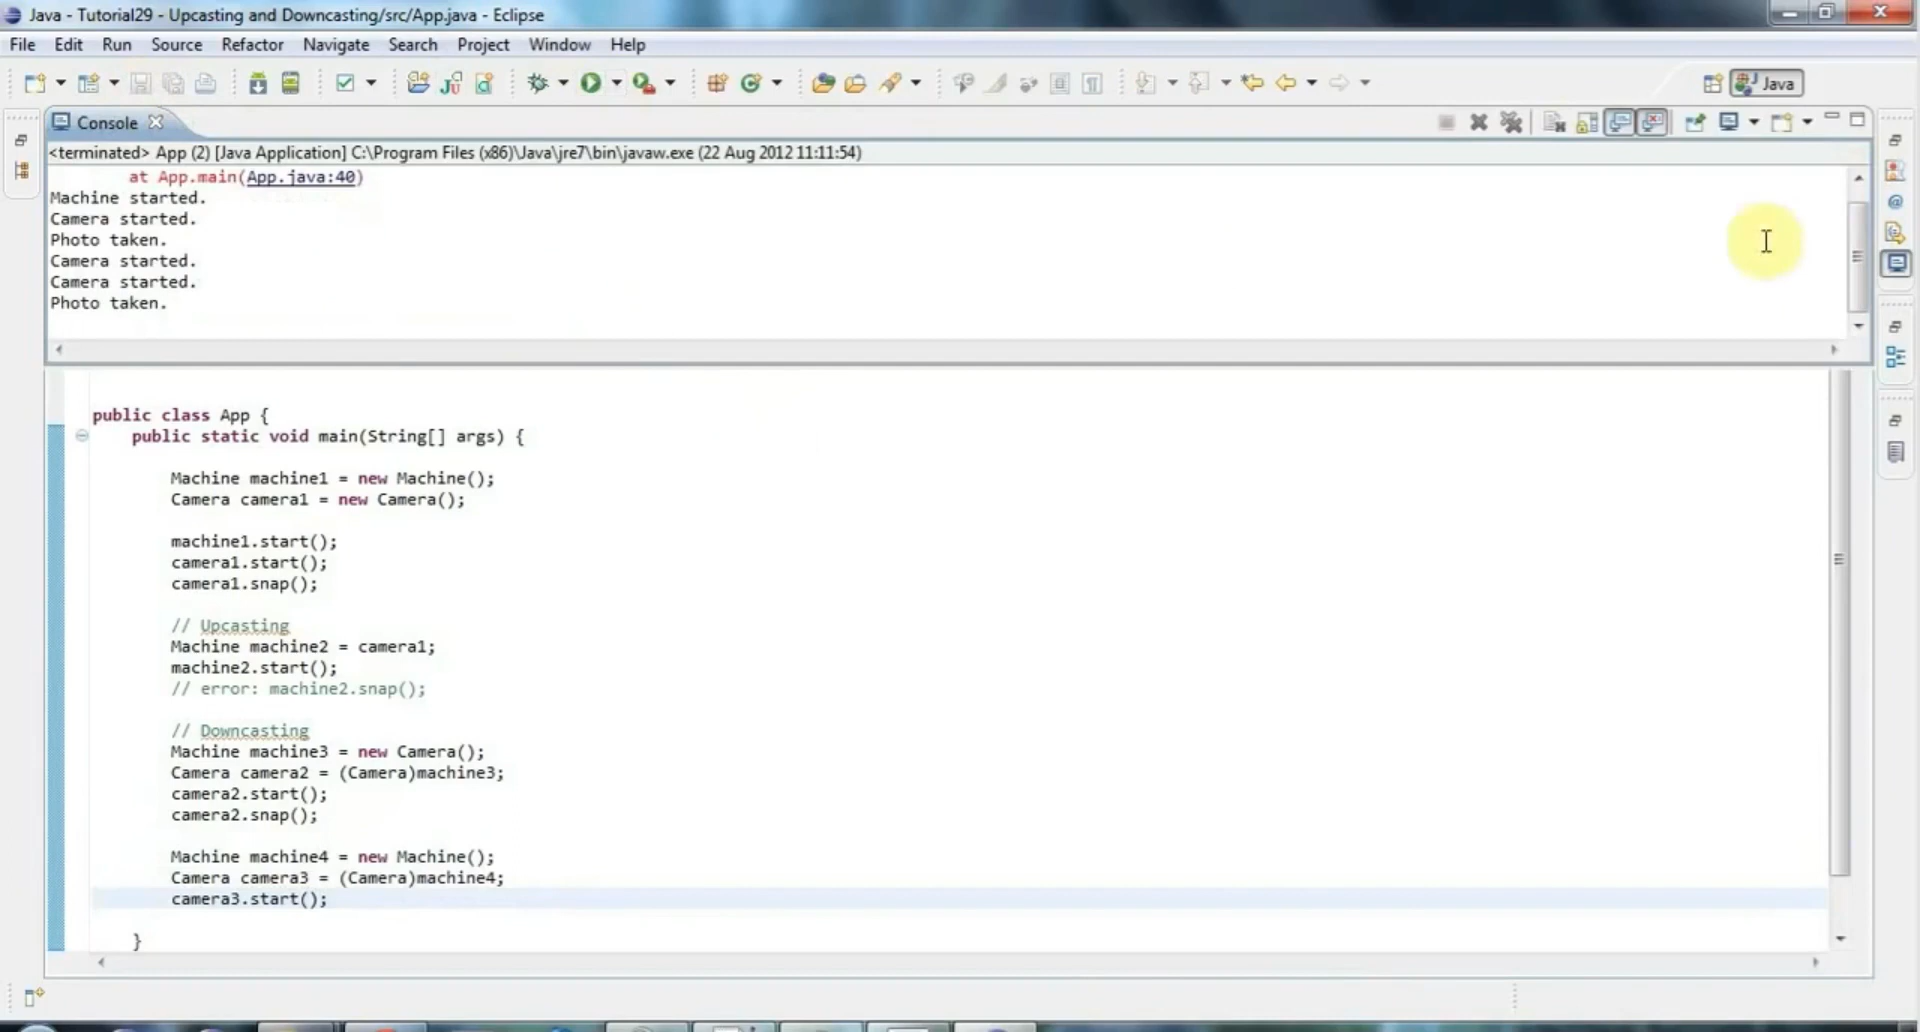 Java - Tutorial29 - Upcasting and Downcasting/src/App.java - Eclipse
File Edit Run Source Refactor Navigate Search Project Window Help
Java
Console
<terminated> App (2) [Java Application] C:\Program Files (x86)\Java\jre7\bin\javaw.exe (22 Aug 2012 11:11:54)
at App.main(App.java:40)
Machine started.
Camera started.
Photo taken.
Camera started.
Camera started.
Photo taken.
public class App {
public static void main(String[] args) {
Machine machine1 = new Machine();
Camera camera1 = new Camera();
machine1.start();
camera1.start();
camera1.snap();
// Upcasting
Machine machine2 = camera1;
machine2.start();
// error: machine2.snap();
// Downcasting
Machine machine3 = new Camera();
Camera camera2 = (Camera)machine3;
camera2.start();
camera2.snap();
Machine machine4 = new Machine();
Camera camera3 = (Camera)machine4;
camera3.start();
}